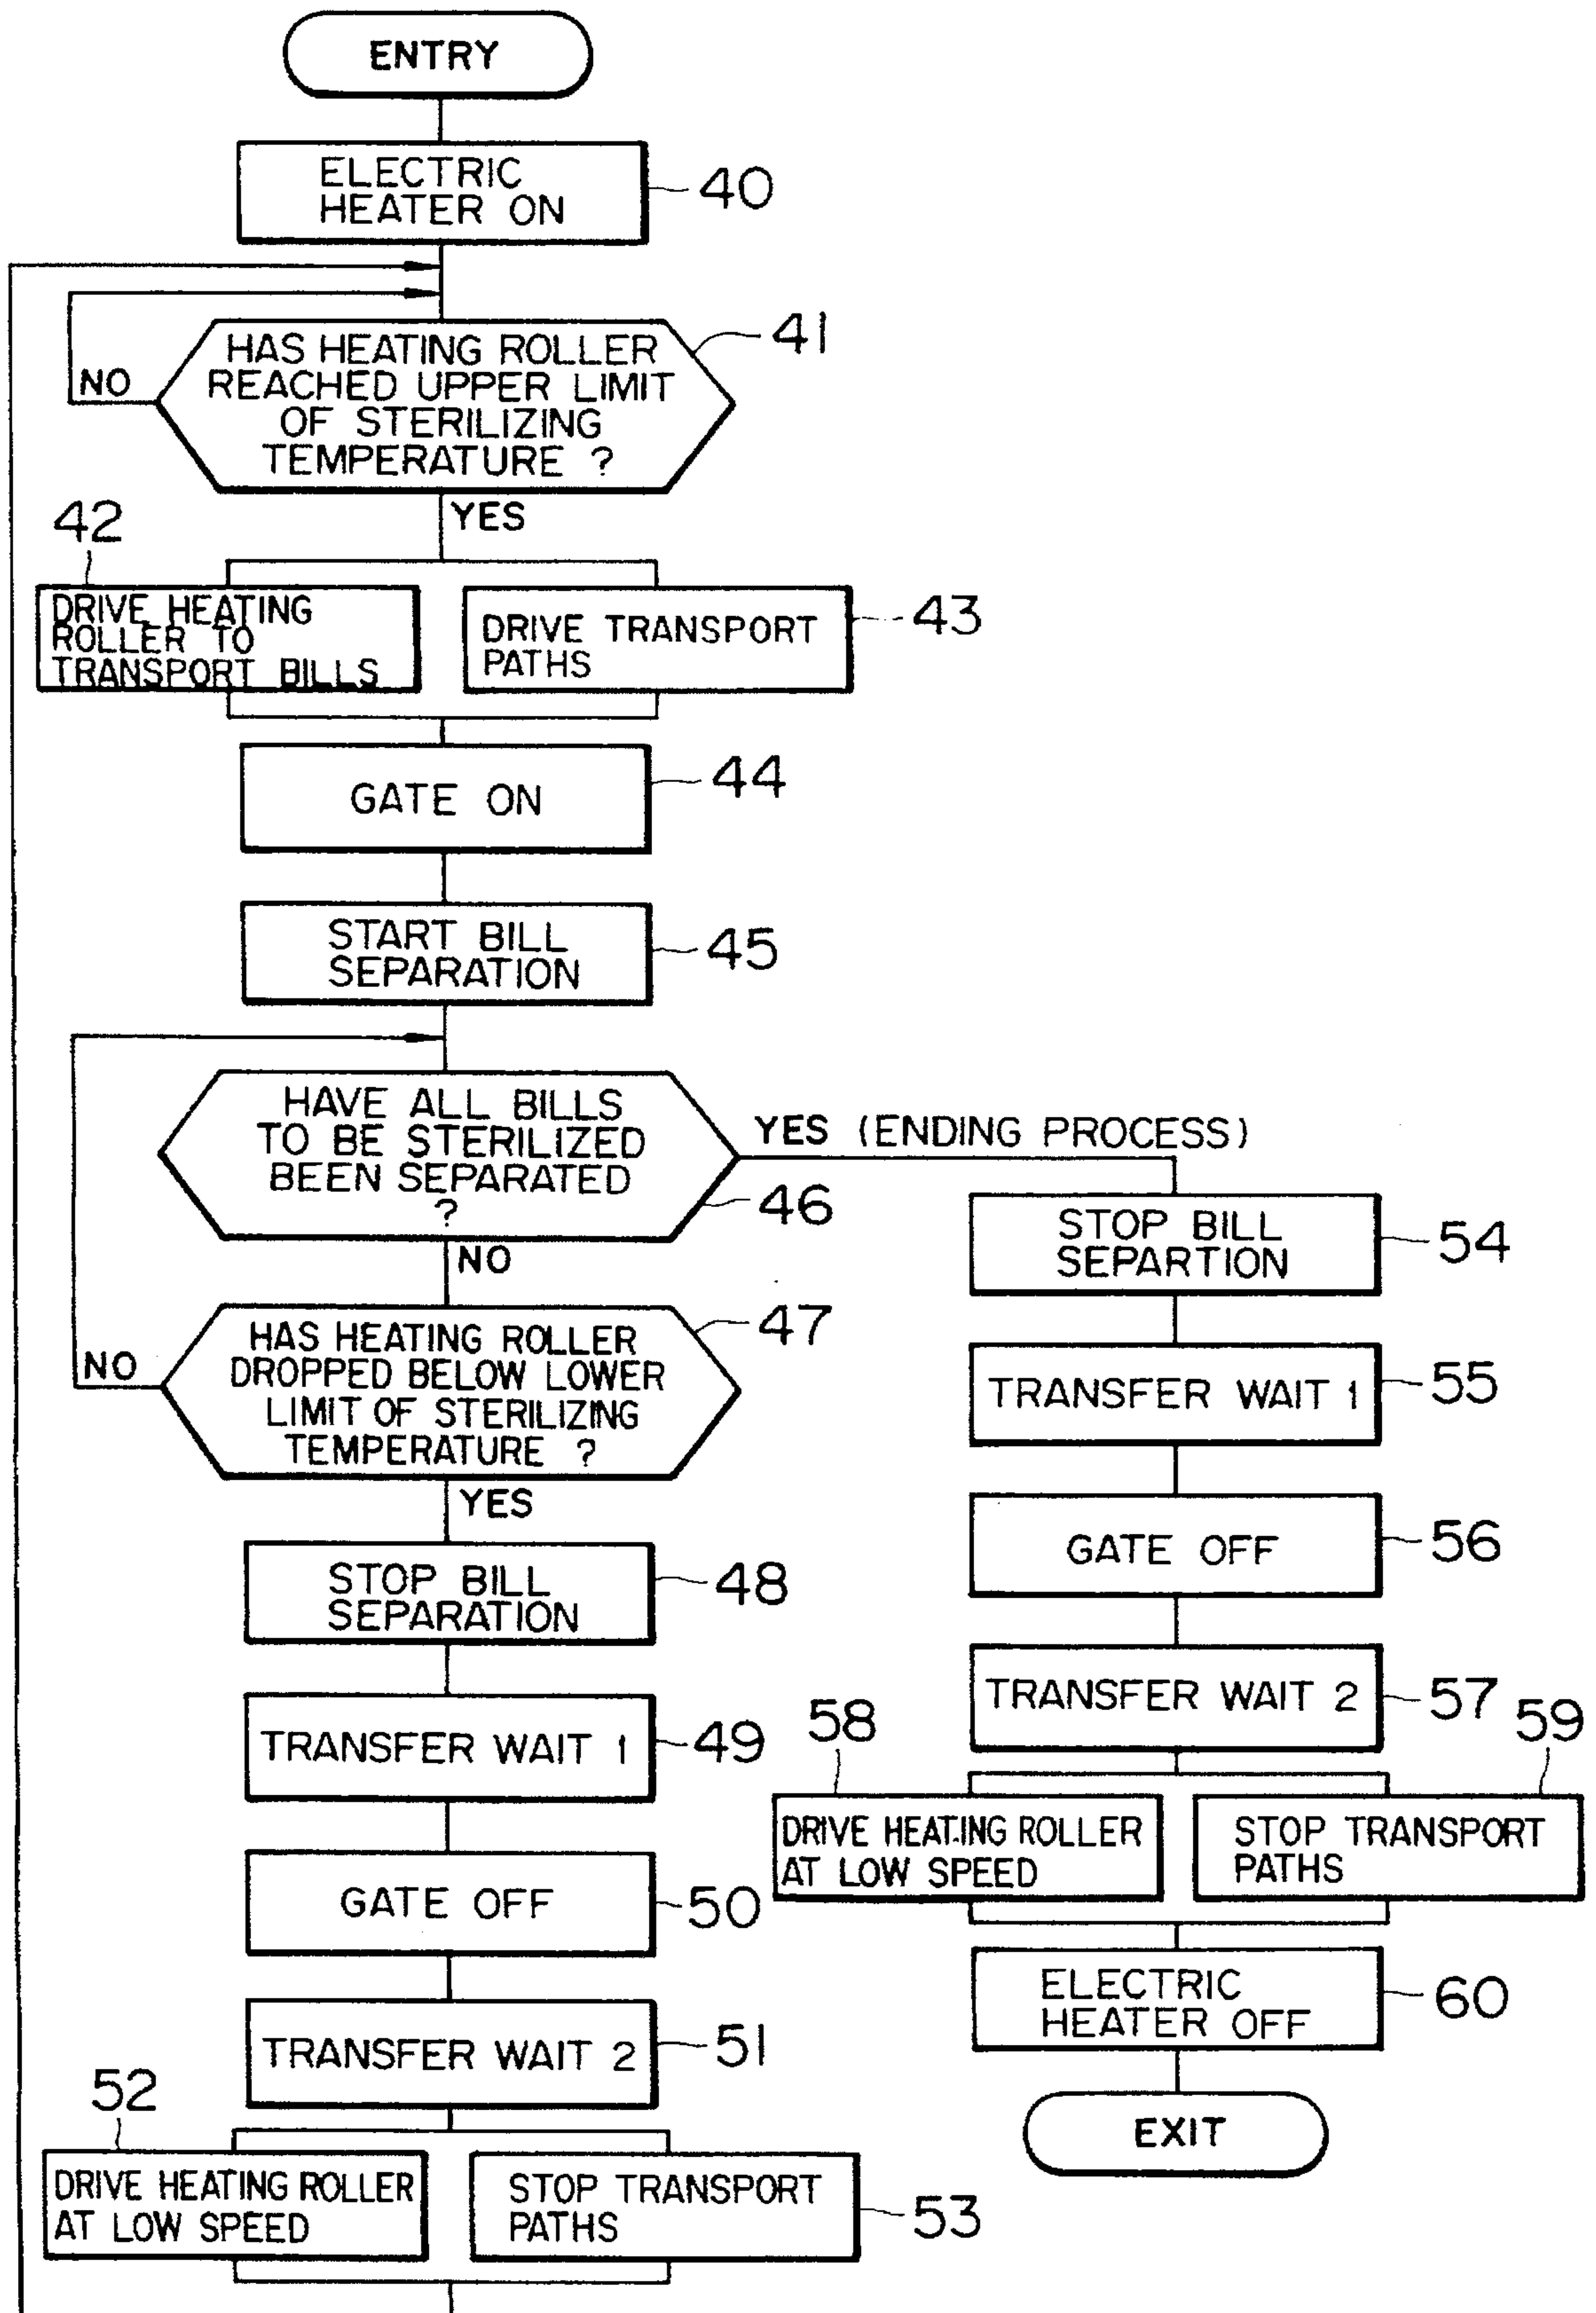 ENTRY
ELECTRIC
HEATER ON
40
HAS HEATING ROLLER
REACHED UPPER LIMIT
OF STERILIZING
TEMPERATURE ?
41
NO
YES
42
DRIVE HEATING
ROLLER TO
TRANSPORT BILLS
DRIVE TRANSPORT
PATHS
43
GATE ON
44
START BILL
SEPARATION
45
HAVE ALL BILLS
TO BE STERILIZED
BEEN SEPARATED
?
46
YES (ENDING PROCESS)
NO
HAS HEATING ROLLER
DROPPED BELOW LOWER
LIMIT OF STERILIZING
TEMPERATURE ?
47
NO
YES
STOP BILL
SEPARATION
48
TRANSFER WAIT 1
49
GATE OFF
50
TRANSFER WAIT 2
51
52
DRIVE HEATING ROLLER
AT LOW SPEED
STOP TRANSPORT
PATHS
53
STOP BILL
SEPARTION
54
TRANSFER WAIT 1
55
GATE OFF
56
TRANSFER WAIT 2
57
58
DRIVE HEATING ROLLER
AT LOW SPEED
59
STOP TRANSPORT
PATHS
ELECTRIC
HEATER OFF
60
EXIT